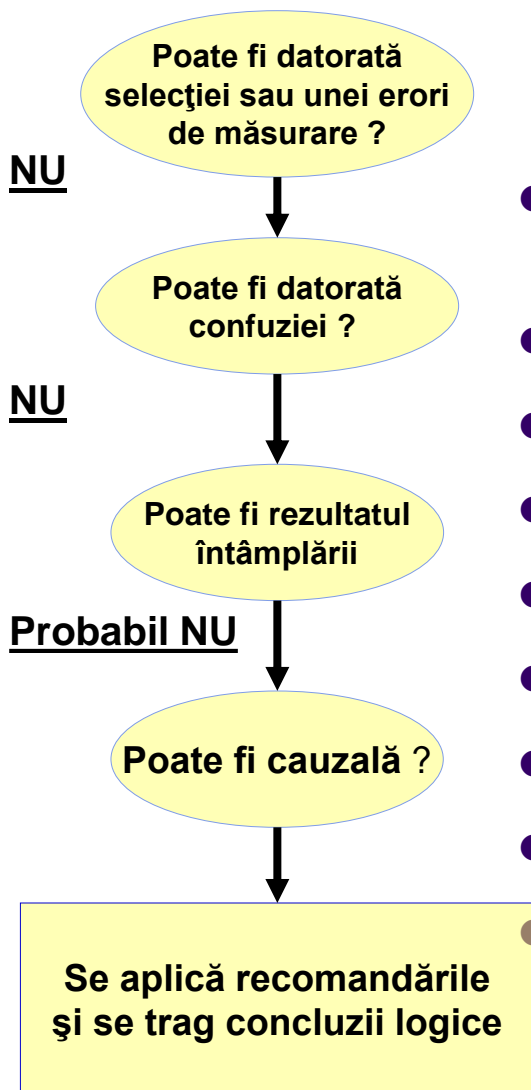 Poate fi datorată
selecţiei sau unei erori
de măsurare ?
NU
Poate fi datorată
confuziei ?
NU
Poate fi rezultatul
întâmplării
Probabil NU
Poate fi cauzală ?
Se aplică recomandările
şi se trag concluzii logice